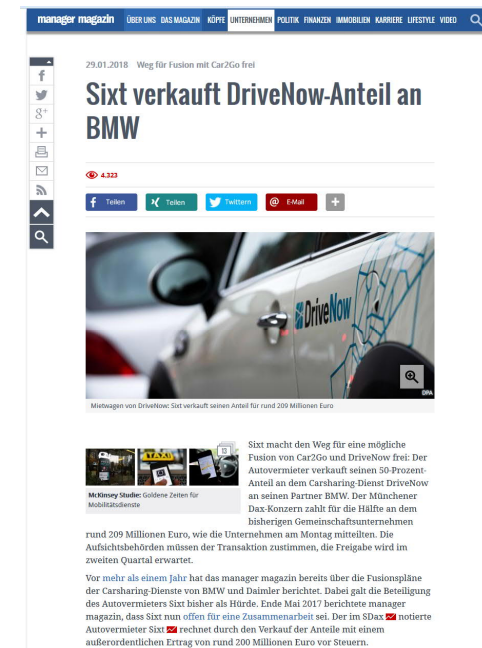 manager magazin ÜBER UNS DAS MAGAZIN KÖPFE UNTERNEHMEN POLITIK FINANZEN IMMOBILIEN KARRIERE LIFESTYLE VIDEO
29.01.2018 Weg für Fusion mit Car2Go frei
Sixt verkauft DriveNow-Anteil an
BMW
4.323
Teilen
Teilen
Twittern
E-Mail
DriveNow
DPA
Mietwagen von DriveNow: Sixt verkauft seinen Anteil für rund 209 Millionen Euro
TAXI
McKinsey Studie: Goldene Zeiten für
Mobilitätsdienste
Sixt macht den Weg für eine mögliche
Fusion von Car2Go und DriveNow frei: Der
Autovermieter verkauft seinen 50-Prozent-
Anteil an dem Carsharing-Dienst DriveNow
an seinen Partner BMW. Der Münchener
Dax-Konzern zahlt für die Hälfte an dem
bisherigen Gemeinschaftsunternehmen
rund 209 Millionen Euro, wie die Unternehmen am Montag mitteilten. Die
Aufsichtsbehörden müssen der Transaktion zustimmen, die Freigabe wird im
zweiten Quartal erwartet.
Vor mehr als einem Jahr hat das manager magazin bereits über die Fusionspläne
der Carsharing-Dienste von BMW und Daimler berichtet. Dabei galt die Beteiligung
des Autovermieters Sixt bisher als Hürde. Ende Mai 2017 berichtete manager
magazin, dass Sixt nun offen für eine Zusammenarbeit sei. Der im SDax notierte
Autovermieter Sixt rechnet durch den Verkauf der Anteile mit einem
außerordentlichen Ertrag von rund 200 Millionen Euro vor Steuern.